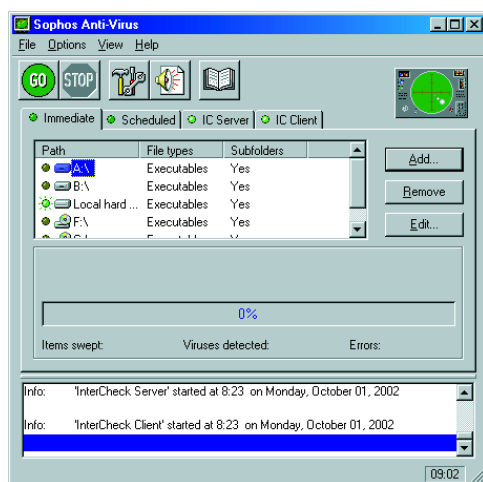 Sophos Anti-Virus
File Options View Help
GO STOP
Immediate Scheduled IC Server IC Client
Path File types Subfolders
A:\ Executables Yes
B:\ Executables Yes
Local hard ... Executables Yes
F:\ Executables Yes
Add...
Remove
Edit...
0%
Items swept: Viruses detected: Errors:
Info: 'InterCheck Server' started at 8:23 on Monday, October 01, 2002
Info: 'InterCheck Client' started at 8:23 on Monday, October 01, 2002
09:02